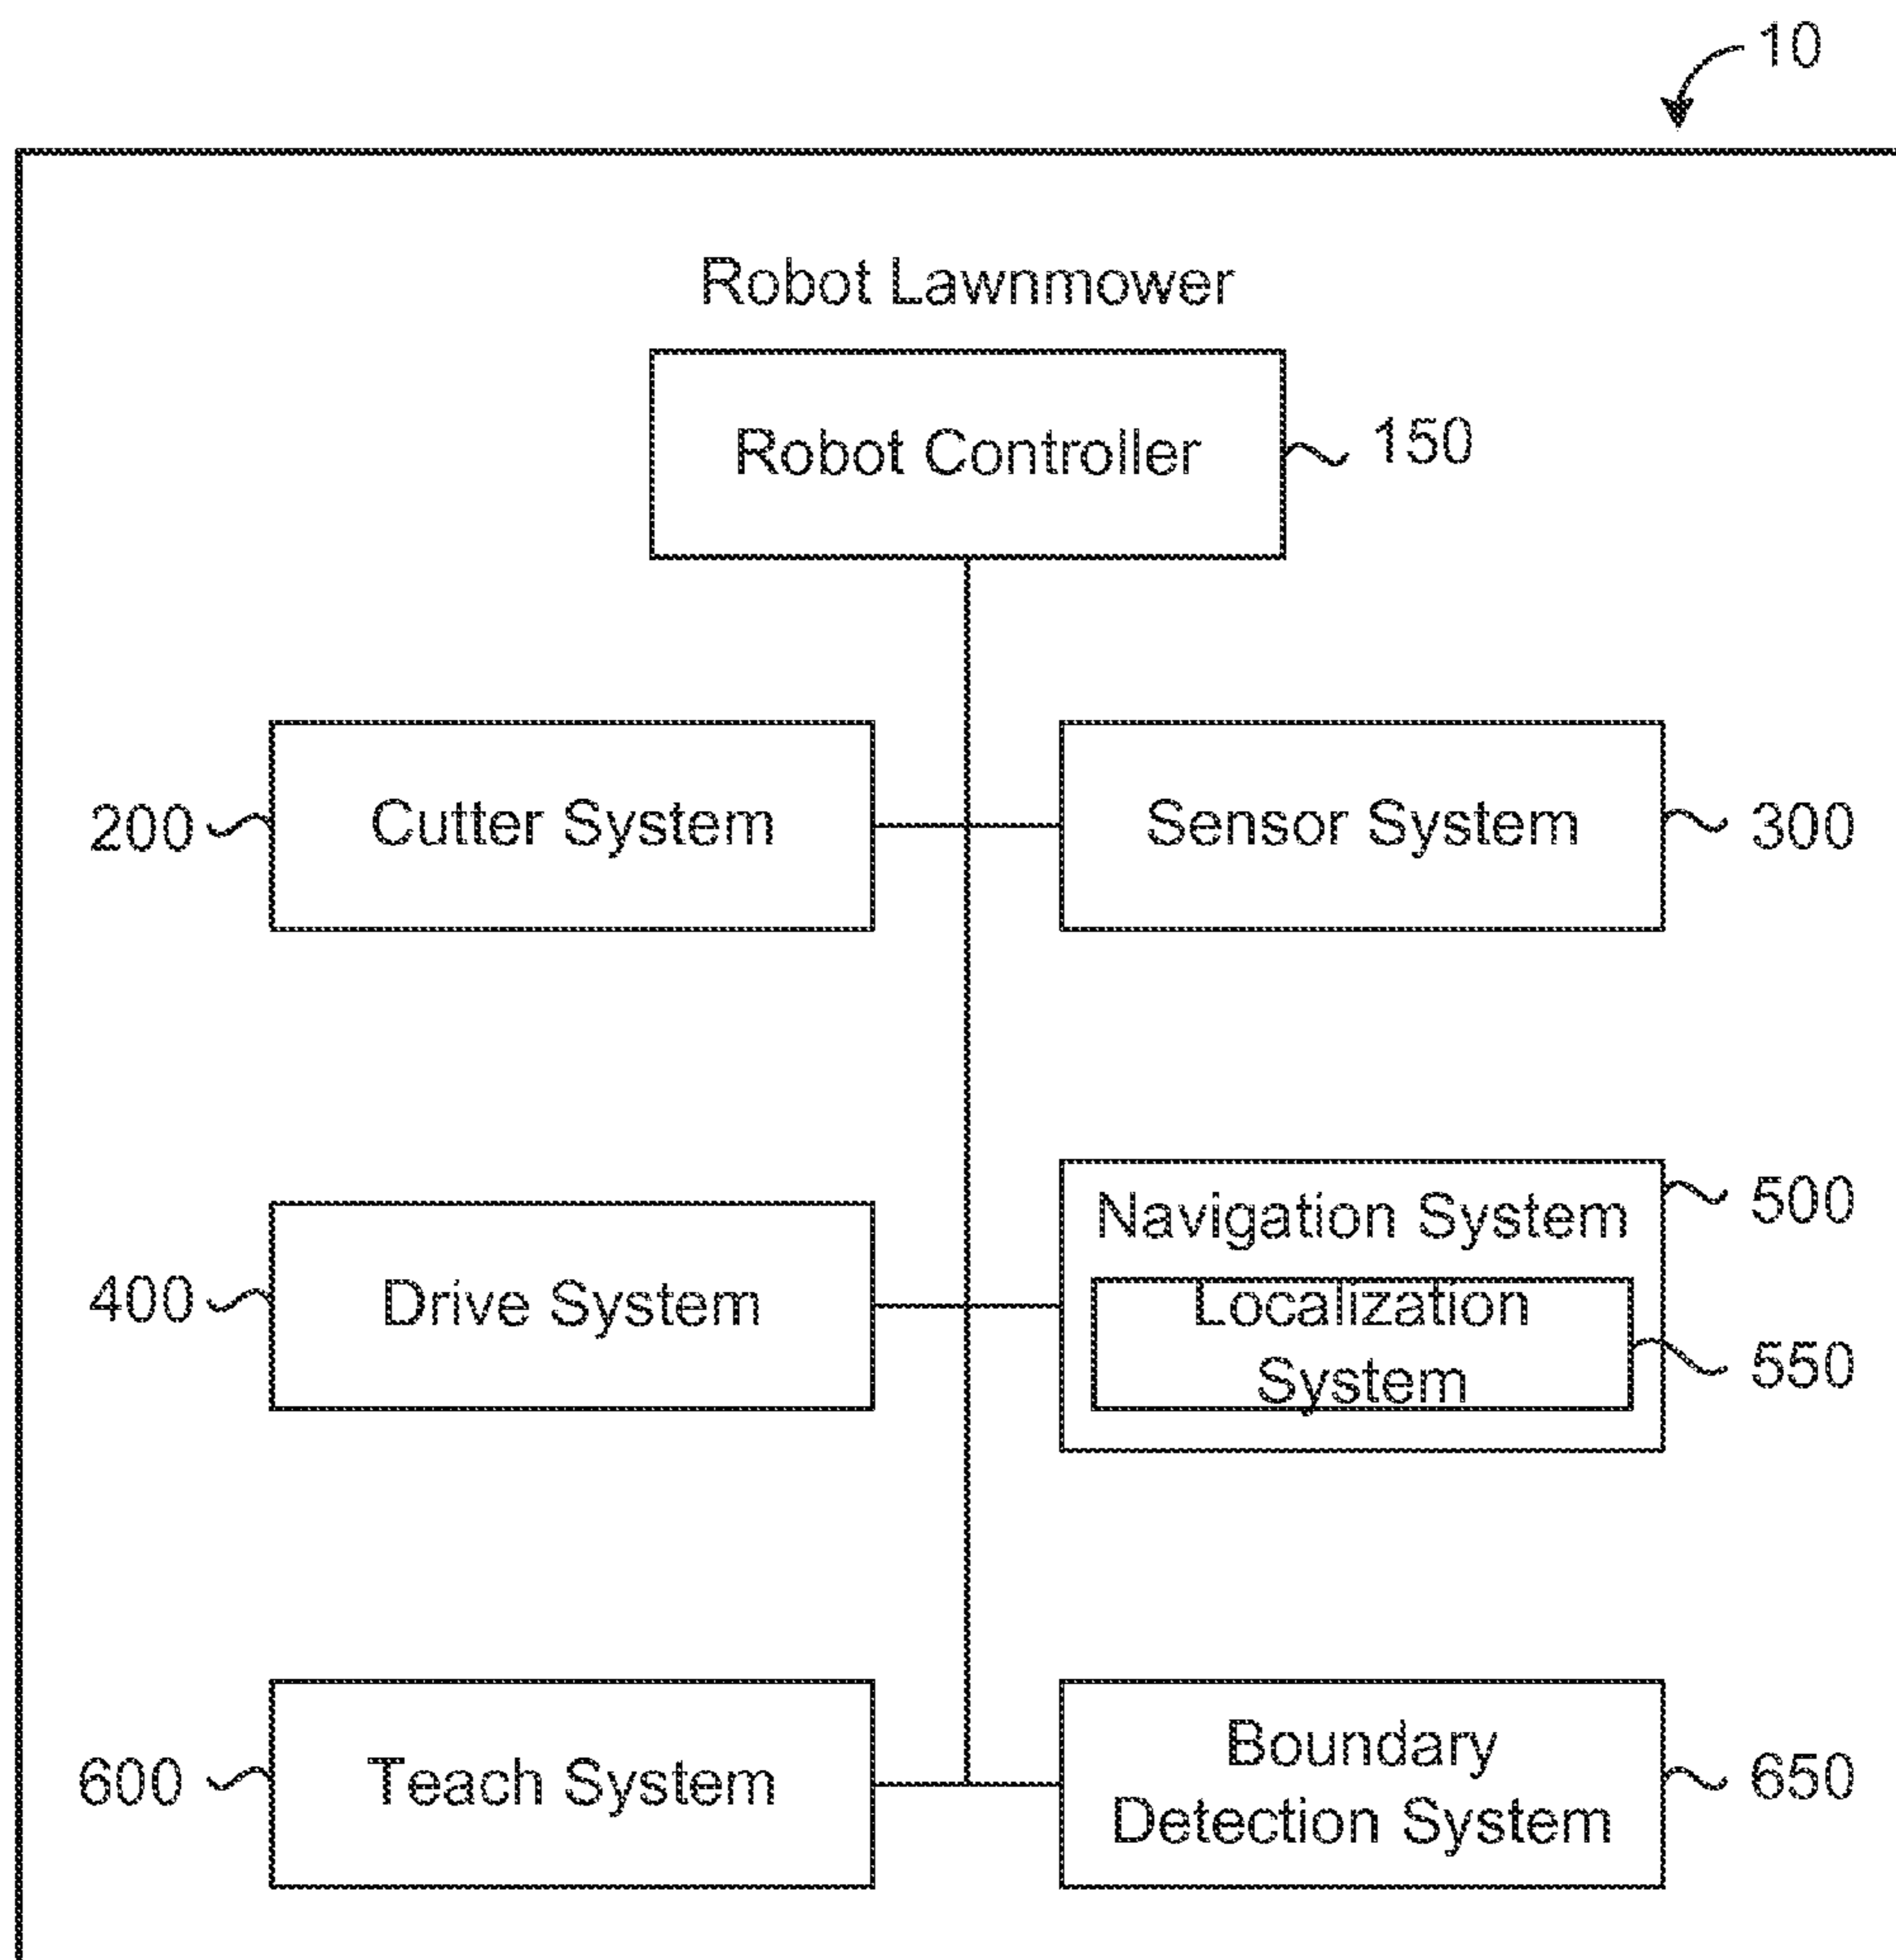 10
Robot Lawnmower
Robot Controller
150
200
Cutter System
Sensor System
300
400
Drive System
Navigation System
500
Localization
System
550
600
Teach System
Boundary
Detection System
650